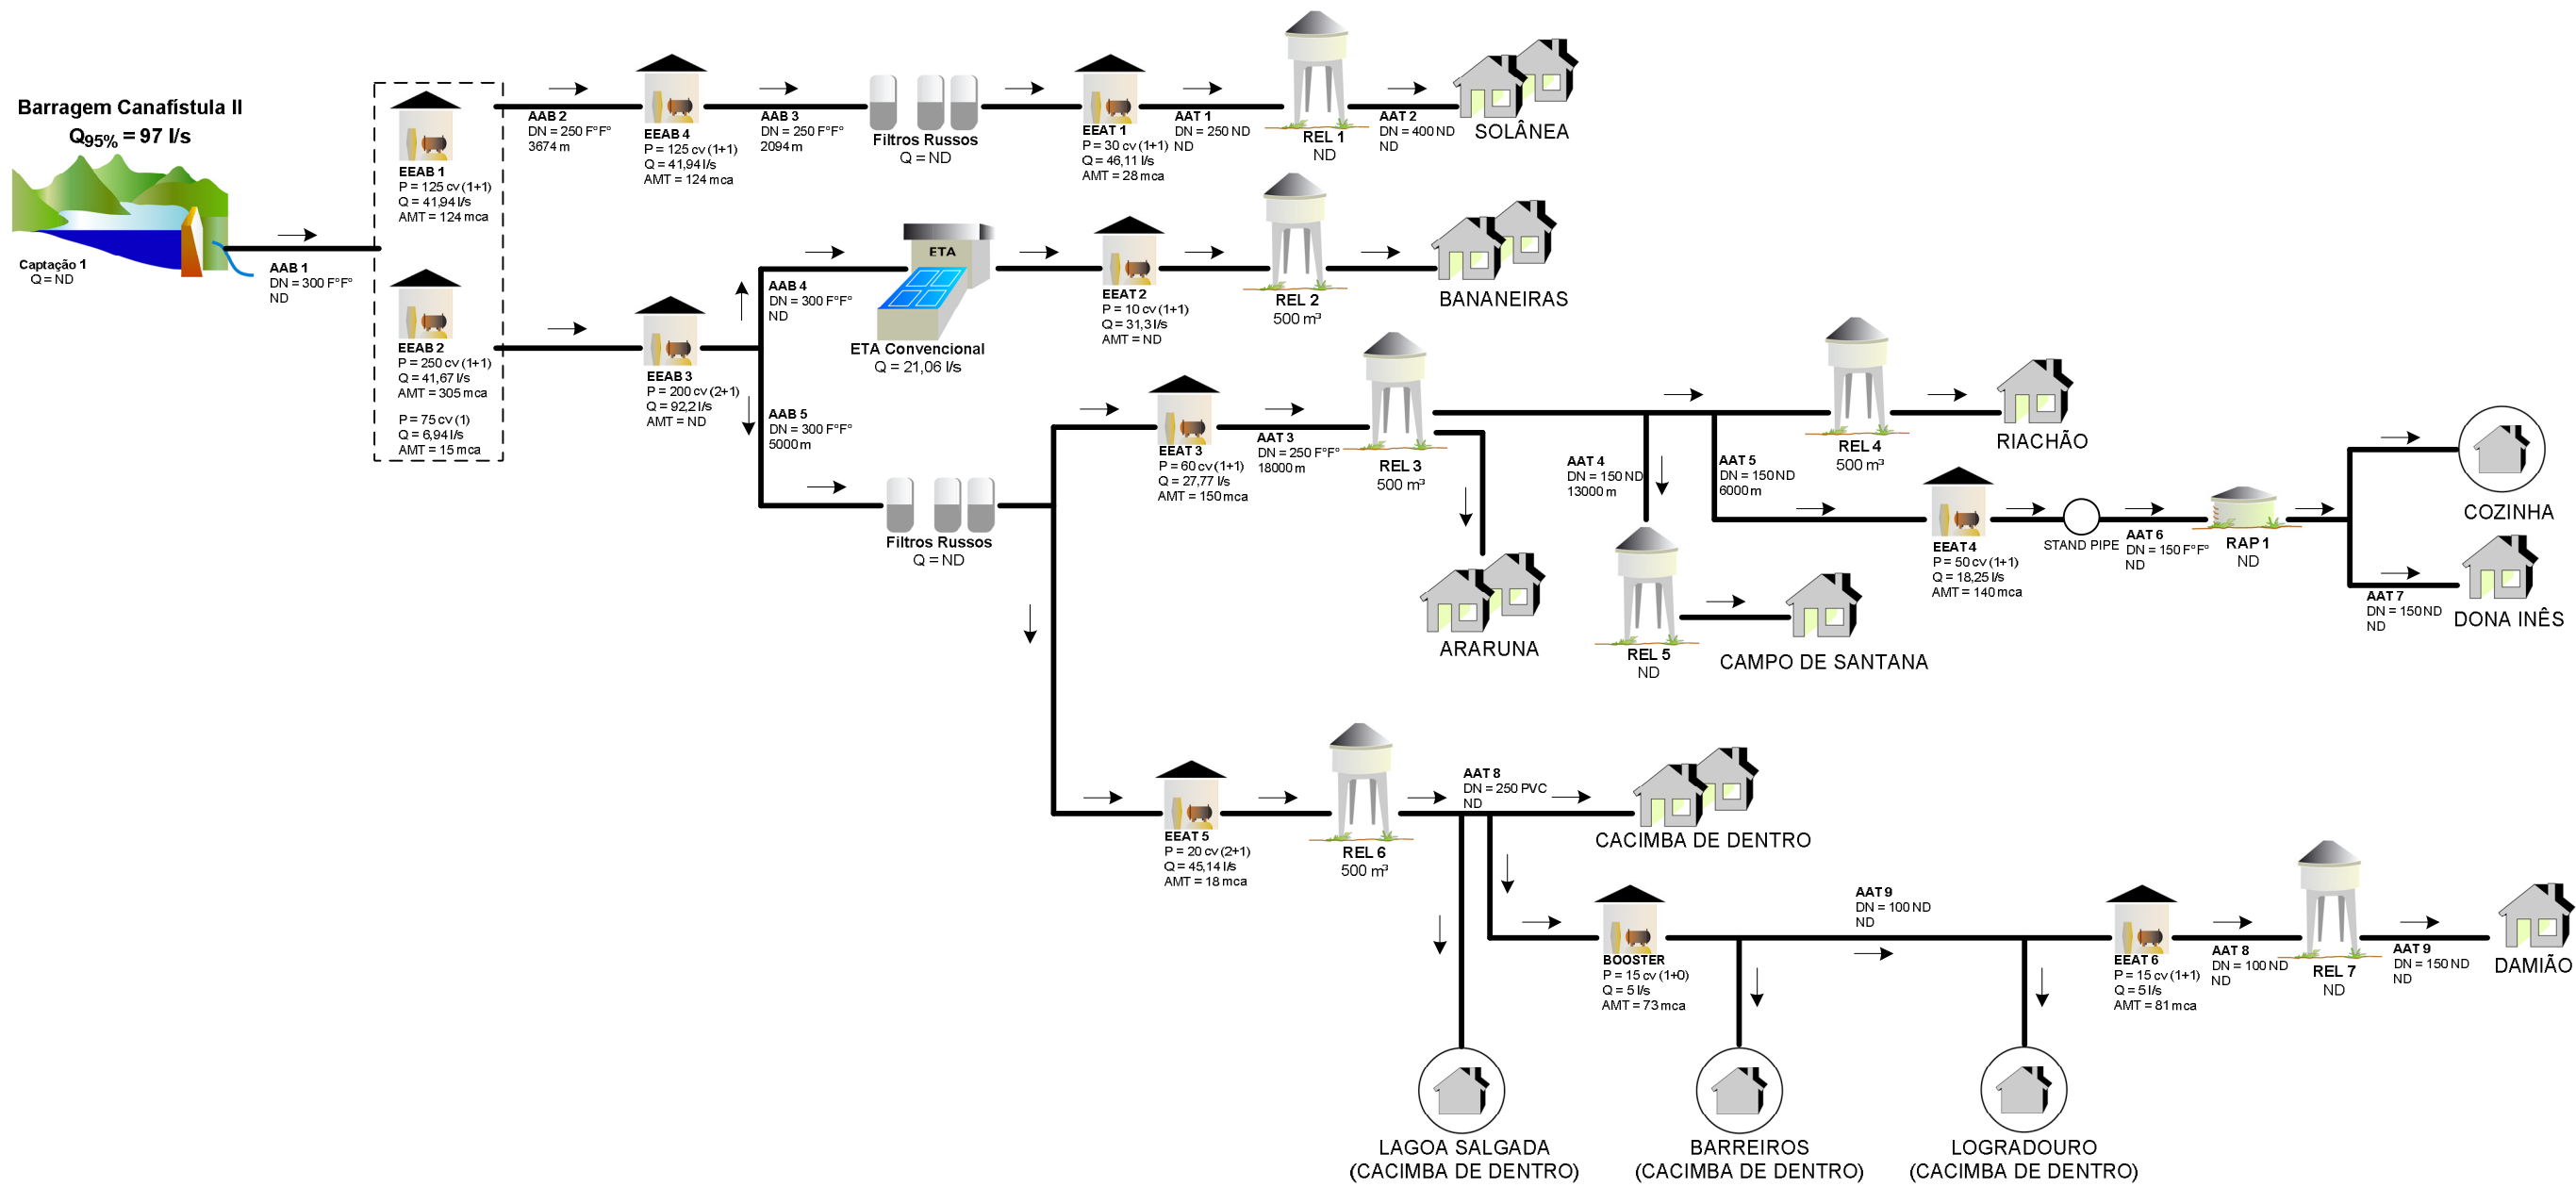 Barragem Canafístula II
Q95% = 97 l/s
Captação 1
Q = ND
AAB 1
DN = 300 F°F°
ND
EEAB 1
P = 125 cv (1+1)
Q = 41,94 l/s
AMT = 124 mca
EEAB 2
P = 250 cv (1+1)
Q = 41,67 l/s
AMT = 305 mca
P = 75 cv (1)
Q = 6,94 l/s
AMT = 15 mca
AAB 2
DN = 250 F°F°
3674 m
EEAB 4
P = 125 cv (1+1)
Q = 41,94 l/s
AMT = 124 mca
AAB 3
DN = 250 F°F°
2094 m
Filtros Russos
Q = ND
EEAT 1
P = 30 cv (1+1)
Q = 46,11 l/s
AMT = 28 mca
AAT 1
DN = 250 ND
ND
REL 1
ND
AAT 2
DN = 400 ND
ND
SOLÂNEA
EEAB 3
P = 200 cv (2+1)
Q = 92,2 l/s
AMT = ND
AAB 4
DN = 300 F°F°
ND
ETA
ETA Convencional
Q = 21,06 l/s
EEAT 2
P = 10 cv (1+1)
Q = 31,3 l/s
AMT = ND
REL 2
500 m³
BANANEIRAS
AAB 5
DN = 300 F°F°
5000 m
Filtros Russos
Q = ND
EEAT 3
P = 60 cv (1+1)
Q = 27,77 l/s
AMT = 150 mca
AAT 3
DN = 250 F°F°
18000 m
REL 3
500 m³
ARARUNA
AAT 4
DN = 150 ND
13000 m
REL 5
ND
CAMPO DE SANTANA
AAT 5
DN = 150 ND
6000 m
REL 4
500 m³
RIACHÃO
EEAT 4
P = 50 cv (1+1)
Q = 18,25 l/s
AMT = 140 mca
STAND PIPE
AAT 6
DN = 150 F°F°
ND
RAP 1
ND
COZINHA
AAT 7
DN = 150 ND
ND
DONA INÊS
EEAT 5
P = 20 cv (2+1)
Q = 45,14 l/s
AMT = 18 mca
REL 6
500 m³
AAT 8
DN = 250 PVC
ND
CACIMBA DE DENTRO
BOOSTER
P = 15 cv (1+0)
Q = 5 l/s
AMT = 73 mca
AAT 9
DN = 100 ND
ND
EEAT 6
P = 15 cv (1+1)
Q = 5 l/s
AMT = 81 mca
AAT 8
DN = 100 ND
ND
REL 7
ND
AAT 9
DN = 150 ND
ND
DAMIÃO
LAGOA SALGADA
(CACIMBA DE DENTRO)
BARREIROS
(CACIMBA DE DENTRO)
LOGRADOURO
(CACIMBA DE DENTRO)